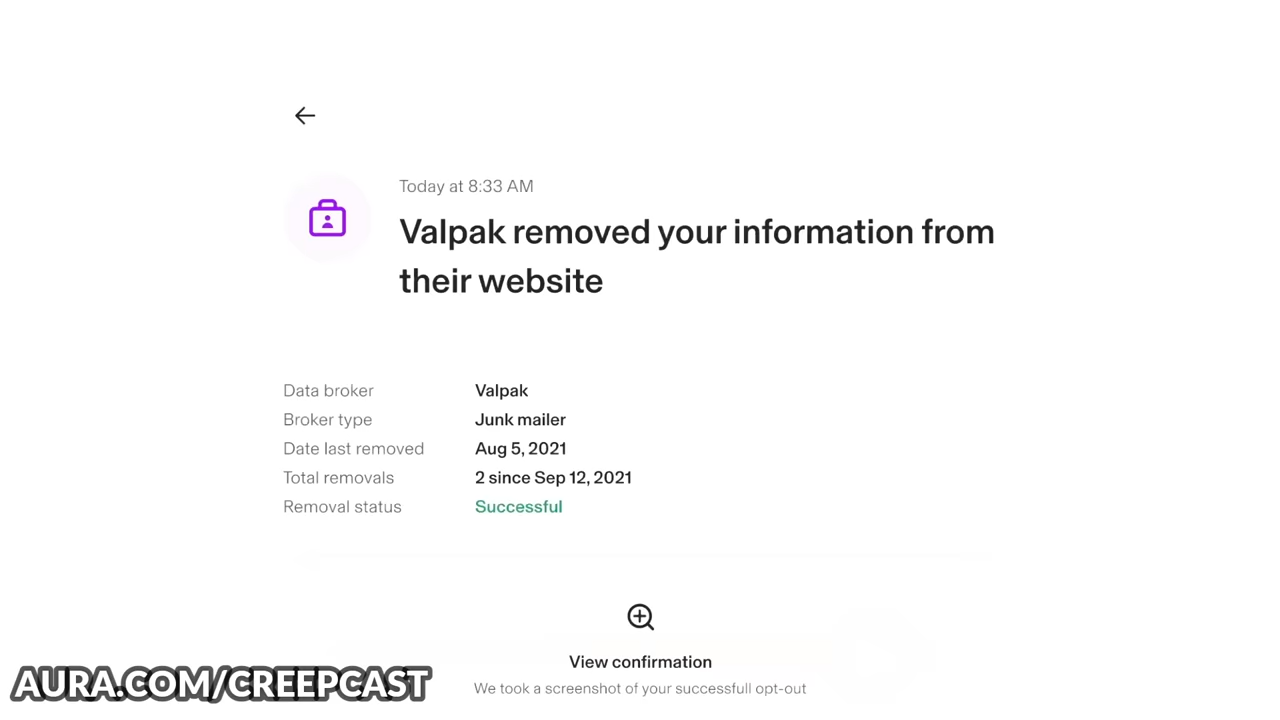 Today at 8:33 AM
Valpak removed your information from
their website
Data broker Valpak
Broker type Junk mailer
Date last removed Aug 5, 2021
Total removals 2 since Sep 12, 2021
Removal status Successful
View confirmation
We took a screenshot of your successfull opt-out
AURA.COM/CREEPCAST